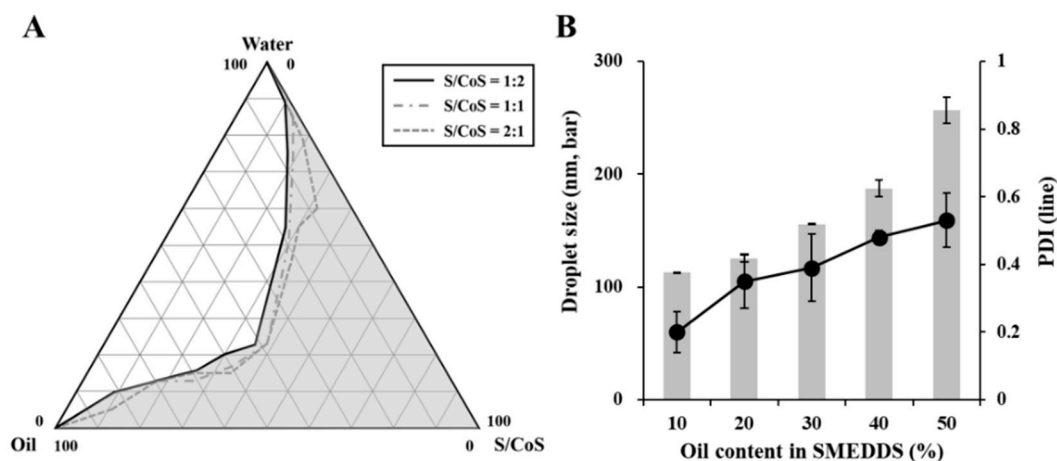 A
Water
100
0
S/CoS = 1:2
S/CoS = 1:1
S/CoS = 2:1
0
100
Oil
100
0
S/CoS
B
300
200
100
0
Droplet size (nm, bar)
1
0.8
0.6
0.4
0.2
0
PDI (line)
10 20 30 40 50
Oil content in SMEDDS (%)